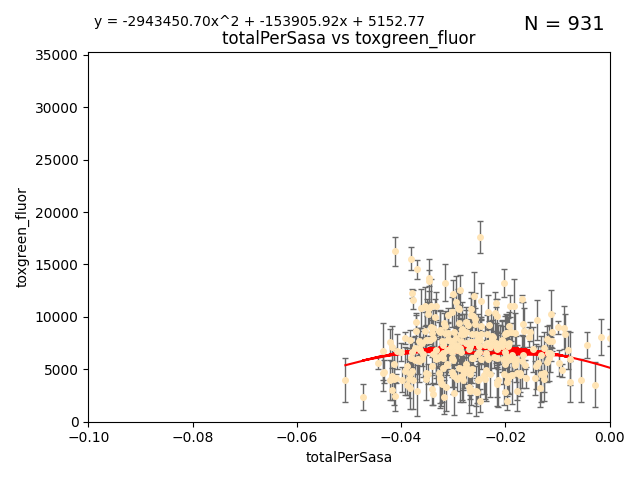 y = -2943450.70x^2 + -153905.92x + 5152.77
N = 931
totalPerSasa vs toxgreen_fluor
35000
30000
25000
20000
15000
10000
5000
0
toxgreen_fluor
−0.10
−0.08
−0.06
−0.04
−0.02
0.00
totalPerSasa